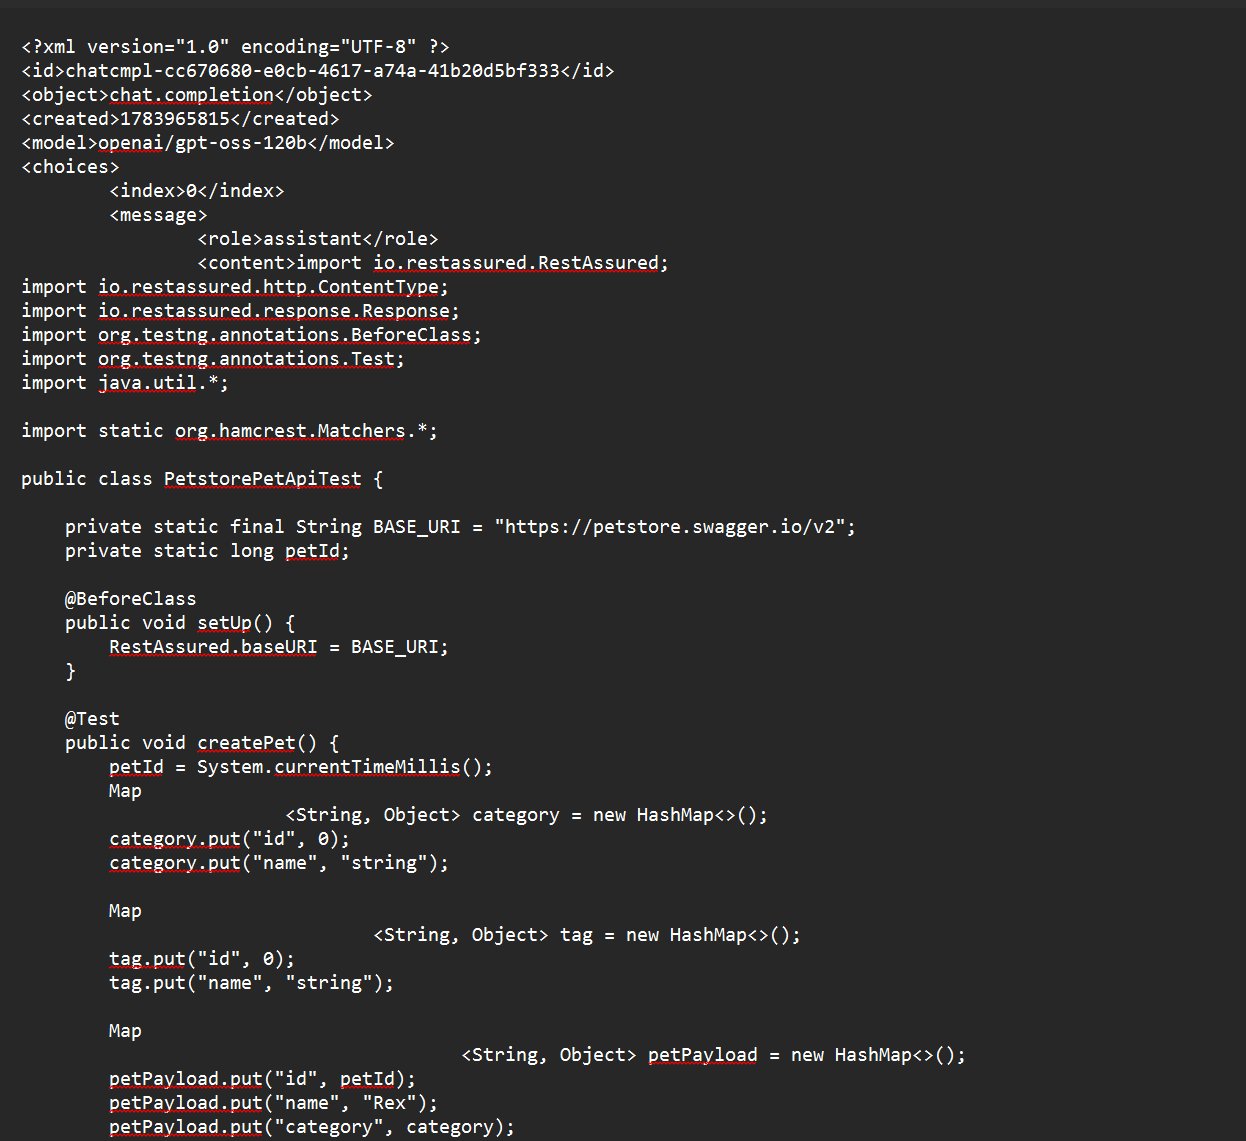 <?xml version="1.0" encoding="UTF-8" ?>
<id>chatcmpl-cc670680-e0cb-4617-a74a-41b20d5bf333</id>
<object>chat.completion</object>
<created>1783965815</created>
<model>openai/gpt-oss-120b</model>
<choices>
        <index>0</index>
        <message>
                <role>assistant</role>
                <content>import io.restassured.RestAssured;
import io.restassured.http.ContentType;
import io.restassured.response.Response;
import org.testng.annotations.BeforeClass;
import org.testng.annotations.Test;
import java.util.*;

import static org.hamcrest.Matchers.*;

public class PetstorePetApiTest {

    private static final String BASE_URI = "https://petstore.swagger.io/v2";
    private static long petId;

    @BeforeClass
    public void setUp() {
        RestAssured.baseURI = BASE_URI;
    }

    @Test
    public void createPet() {
        petId = System.currentTimeMillis();
        Map
                        <String, Object> category = new HashMap<>();
        category.put("id", 0);
        category.put("name", "string");

        Map
                                <String, Object> tag = new HashMap<>();
        tag.put("id", 0);
        tag.put("name", "string");

        Map
                                        <String, Object> petPayload = new HashMap<>();
        petPayload.put("id", petId);
        petPayload.put("name", "Rex");
        petPayload.put("category", category);